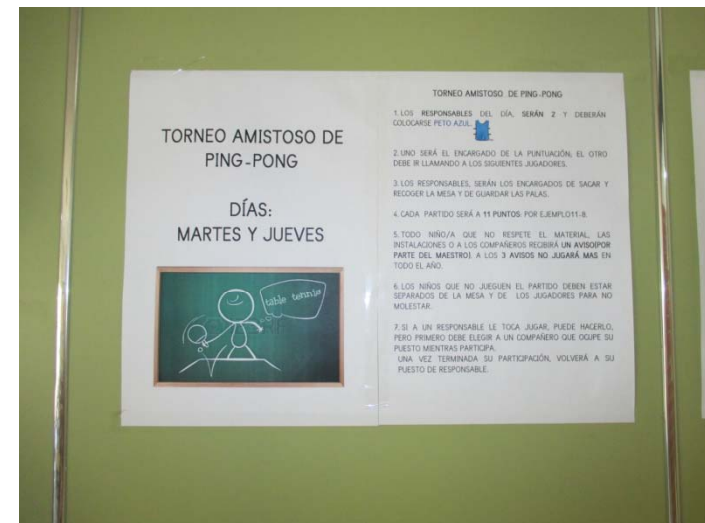 TORNEO AMISTOSO DE
PING-PONG
DÍAS:
MARTES Y JUEVES
table tennis
TORNEO AMISTOSO DE PING-PONG
1. LOS RESPONSABLES DEL DÍA, SERÁN 2 Y DEBERÁN
COLOCARSE PETO AZUL.
2. UNO SERÁ EL ENCARGADO DE LA PUNTUACIÓN, EL OTRO
DEBE IR LLAMANDO A LOS SIGUIENTES JUGADORES.
3. LOS RESPONSABLES, SERÁN LOS ENCARGADOS DE SACAR Y
RECOGER LA MESA Y DE GUARDAR LAS PALAS.
4. CADA PARTIDO SERÁ A 11 PUNTOS: POR EJEMPLO11-8.
5. TODO NIÑO/A QUE NO RESPETE EL MATERIAL, LAS
INSTALACIONES O A LOS COMPAÑEROS RECIBIRÁ UN AVISO(POR
PARTE DEL MAESTRO). A LOS 3 AVISOS NO JUGARÁ MAS EN
TODO EL AÑO.
6. LOS NIÑOS QUE NO JUEGUEN EL PARTIDO DEBEN ESTAR
SEPARADOS DE LA MESA Y DE LOS JUGADORES PARA NO
MOLESTAR.
7. SI A UN RESPONSABLE LE TOCA JUGAR, PUEDE HACERLO,
PERO PRIMERO DEBE ELEGIR A UN COMPAÑERO QUE OCUPE SU
PUESTO MIENTRAS PARTICIPA.
UNA VEZ TERMINADA SU PARTICIPACIÓN, VOLVERÁ A SU
PUESTO DE RESPONSABLE.